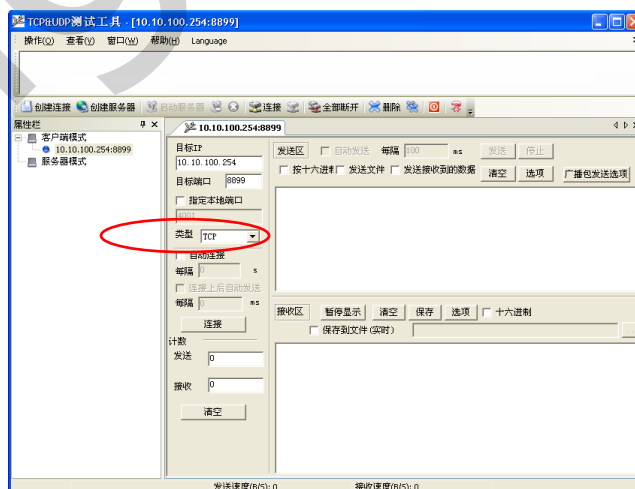 TCP&UDP测试工具 - [10.10.100.254:8899]
操作(O) 查看(V) 窗口(W) 帮助(H) Language
创建连接 创建服务器 启动服务器 连接 全部断开 删除
属性栏
客户端模式
10.10.100.254:8899
服务器模式
10.10.100.254:8899
目标IP
10.10.100.254
目标端口 8899
指定本地端口
4001
类型 TCP
自动连接
每隔 0 s
连接上后自动发送
每隔 0 ms
连接
计数
发送 0
接收 0
清空
发送区 自动发送 每隔 100 ms 发送 停止
按十六进制 发送文件 发送接收到的数据 清空 选项 广播包发送选项
接收区 暂停显示 清空 保存 选项 十六进制
保存到文件(实时)
发送速度(B/S): 0 接收速度(B/S): 0